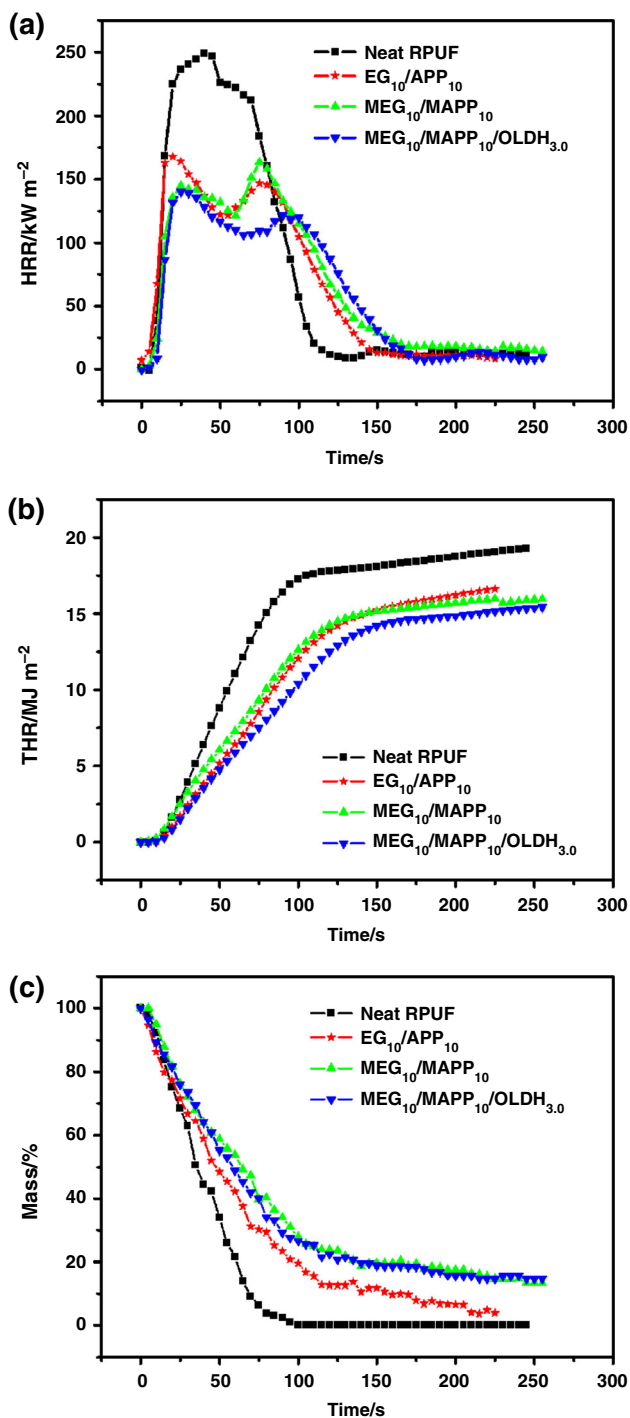 (a)
250
200
150
100
50
0
HRR/kW m⁻²
Neat RPUF
EG₁₀/APP₁₀
MEG₁₀/MAPP₁₀
MEG₁₀/MAPP₁₀/OLDH₃.₀
0 50 100 150 200 250 300
Time/s
(b)
20
15
10
5
0
THR/MJ m⁻²
Neat RPUF
EG₁₀/APP₁₀
MEG₁₀/MAPP₁₀
MEG₁₀/MAPP₁₀/OLDH₃.₀
0 50 100 150 200 250 300
Time/s
(c)
100
80
60
40
20
0
Mass/%
Neat RPUF
EG₁₀/APP₁₀
MEG₁₀/MAPP₁₀
MEG₁₀/MAPP₁₀/OLDH₃.₀
0 50 100 150 200 250 300
Time/s